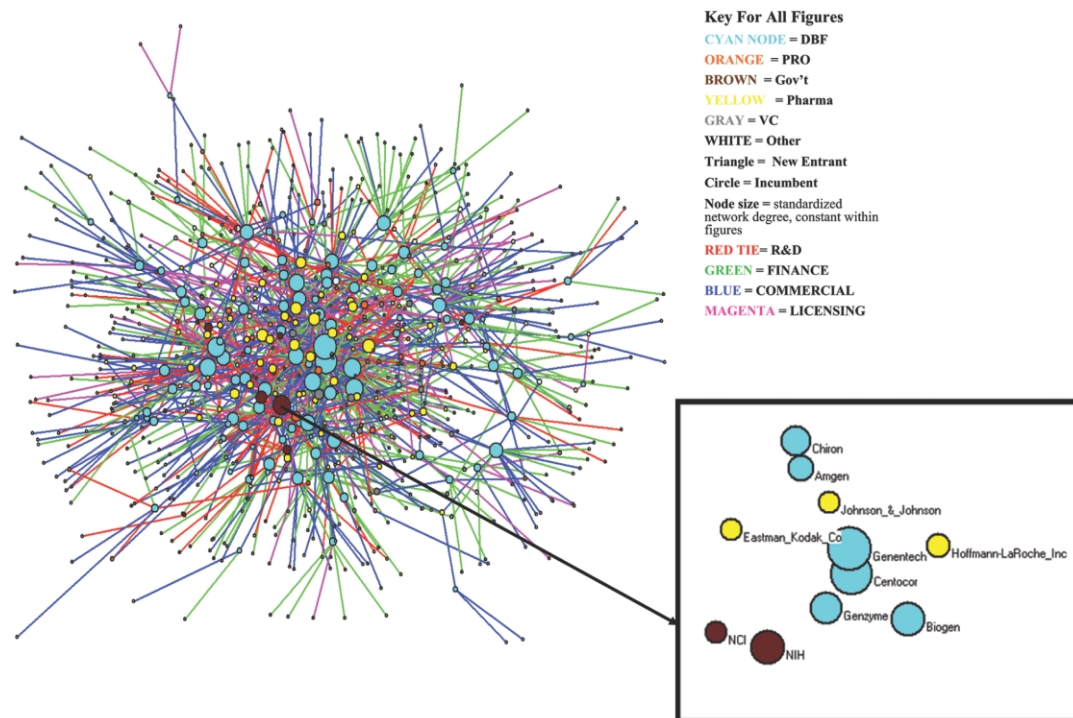 Key For All Figures
CYAN NODE = DBF
ORANGE = PRO
BROWN = Gov't
YELLOW = Pharma
GRAY = VC
WHITE = Other
Triangle = New Entrant
Circle = Incumbent
Node size = standardized
network degree, constant within
figures
RED TIE= R&D
GREEN = FINANCE
BLUE = COMMERCIAL
MAGENTA = LICENSING
Chiron
Amgen
Johnson_&_Johnson
Eastman_Kodak_Co
Genentech
Hoffmann-LaRoche_Inc
Centocor
Genzyme
Biogen
NCI
NIH